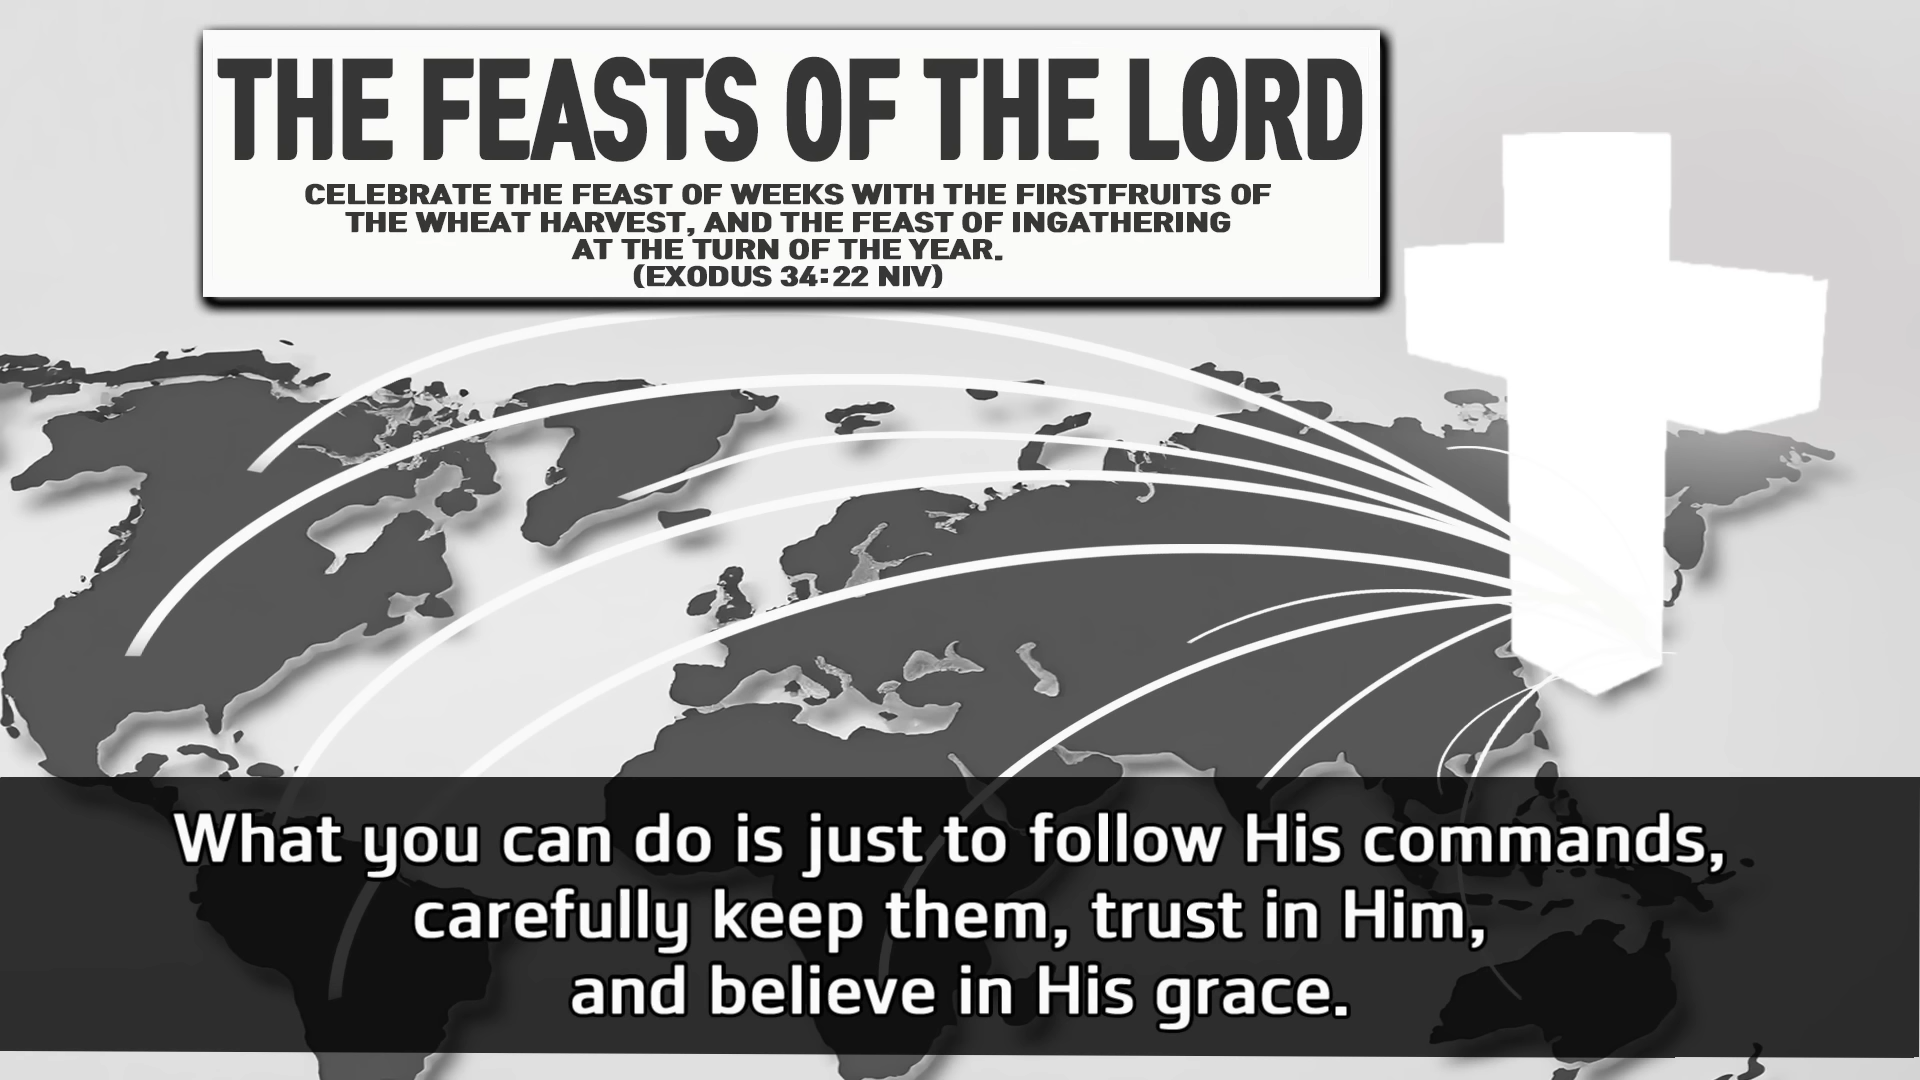 THE FEASTS OF THE LORD
CELEBRATE THE FEAST OF WEEKS WITH THE FIRSTFRUITS OF
THE WHEAT HARVEST, AND THE FEAST OF INGATHERING
AT THE TURN OF THE YEAR.
(EXODUS 34:22 NIV)
What you can do is just to follow His commands,
carefully keep them, trust in Him,
and believe in His grace.